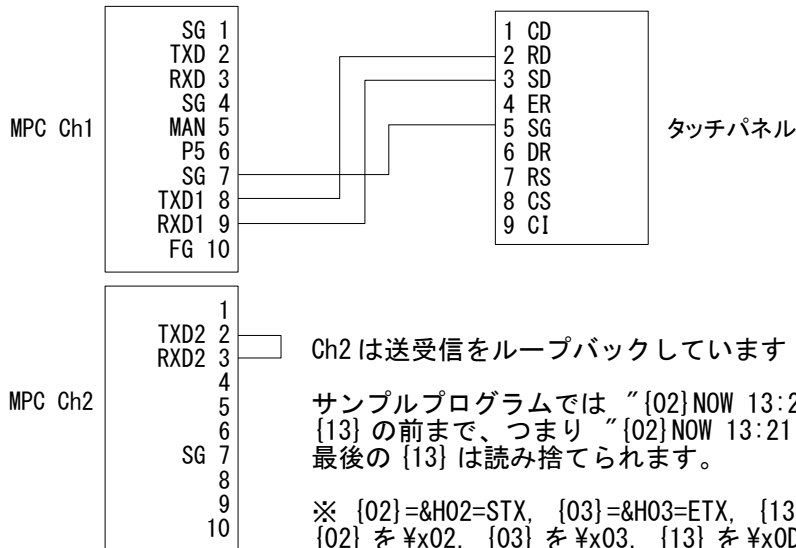 MPC Ch1
SG 1
TXD 2
RXD 3
SG 4
MAN 5
P5 6
SG 7
TXD1 8
RXD1 9
FG 10
1 CD
2 RD
3 SD
4 ER
5 SG
6 DR
7 RS
8 CS
9 CI
タッチパネル
MPC Ch2
1
TXD2 2
RXD2 3
4
5
6
SG 7
8
9
10
Ch2は送受信をループバックしています
サンプルプログラムでは "{02}NOW 13:2
{13} の前まで、つまり "{02}NOW 13:21
最後の {13} は読み捨てられます。
※ {02}=&H02=STX, {03}=&H03=ETX, {13
{02} を ¥x02, {03} を ¥x03, {13} を ¥x0D